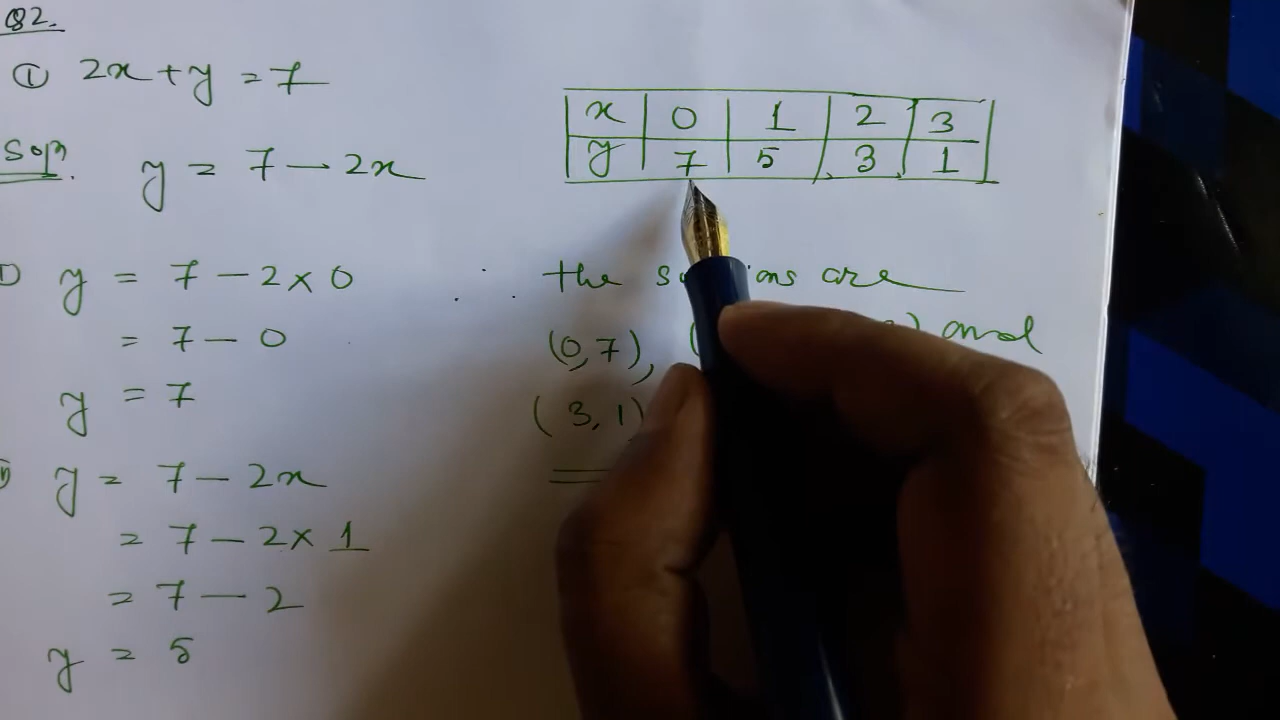 Q2.
① 2x + y = 7
Sol^n. y = 7 - 2x
y = 7 - 2 × 0
= 7 - 0
y = 7
y = 7 - 2x
= 7 - 2 × 1
= 7 - 2
y = 5
x 0 1 2 3
y 7 5 3 1
the are
(0,7), and
(3,1)